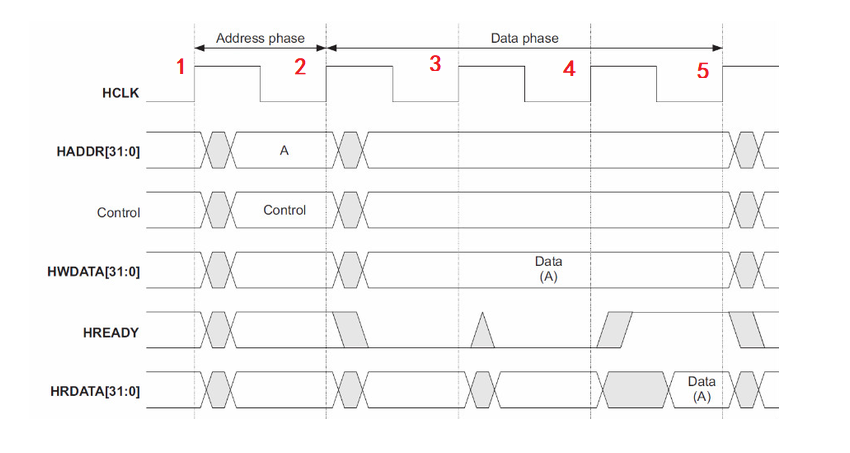 Address phase
Data phase
1
2
3
4
5
HCLK
HADDR[31:0]
A
Control
Control
HWDATA[31:0]
Data
(A)
HREADY
HRDATA[31:0]
Data
(A)